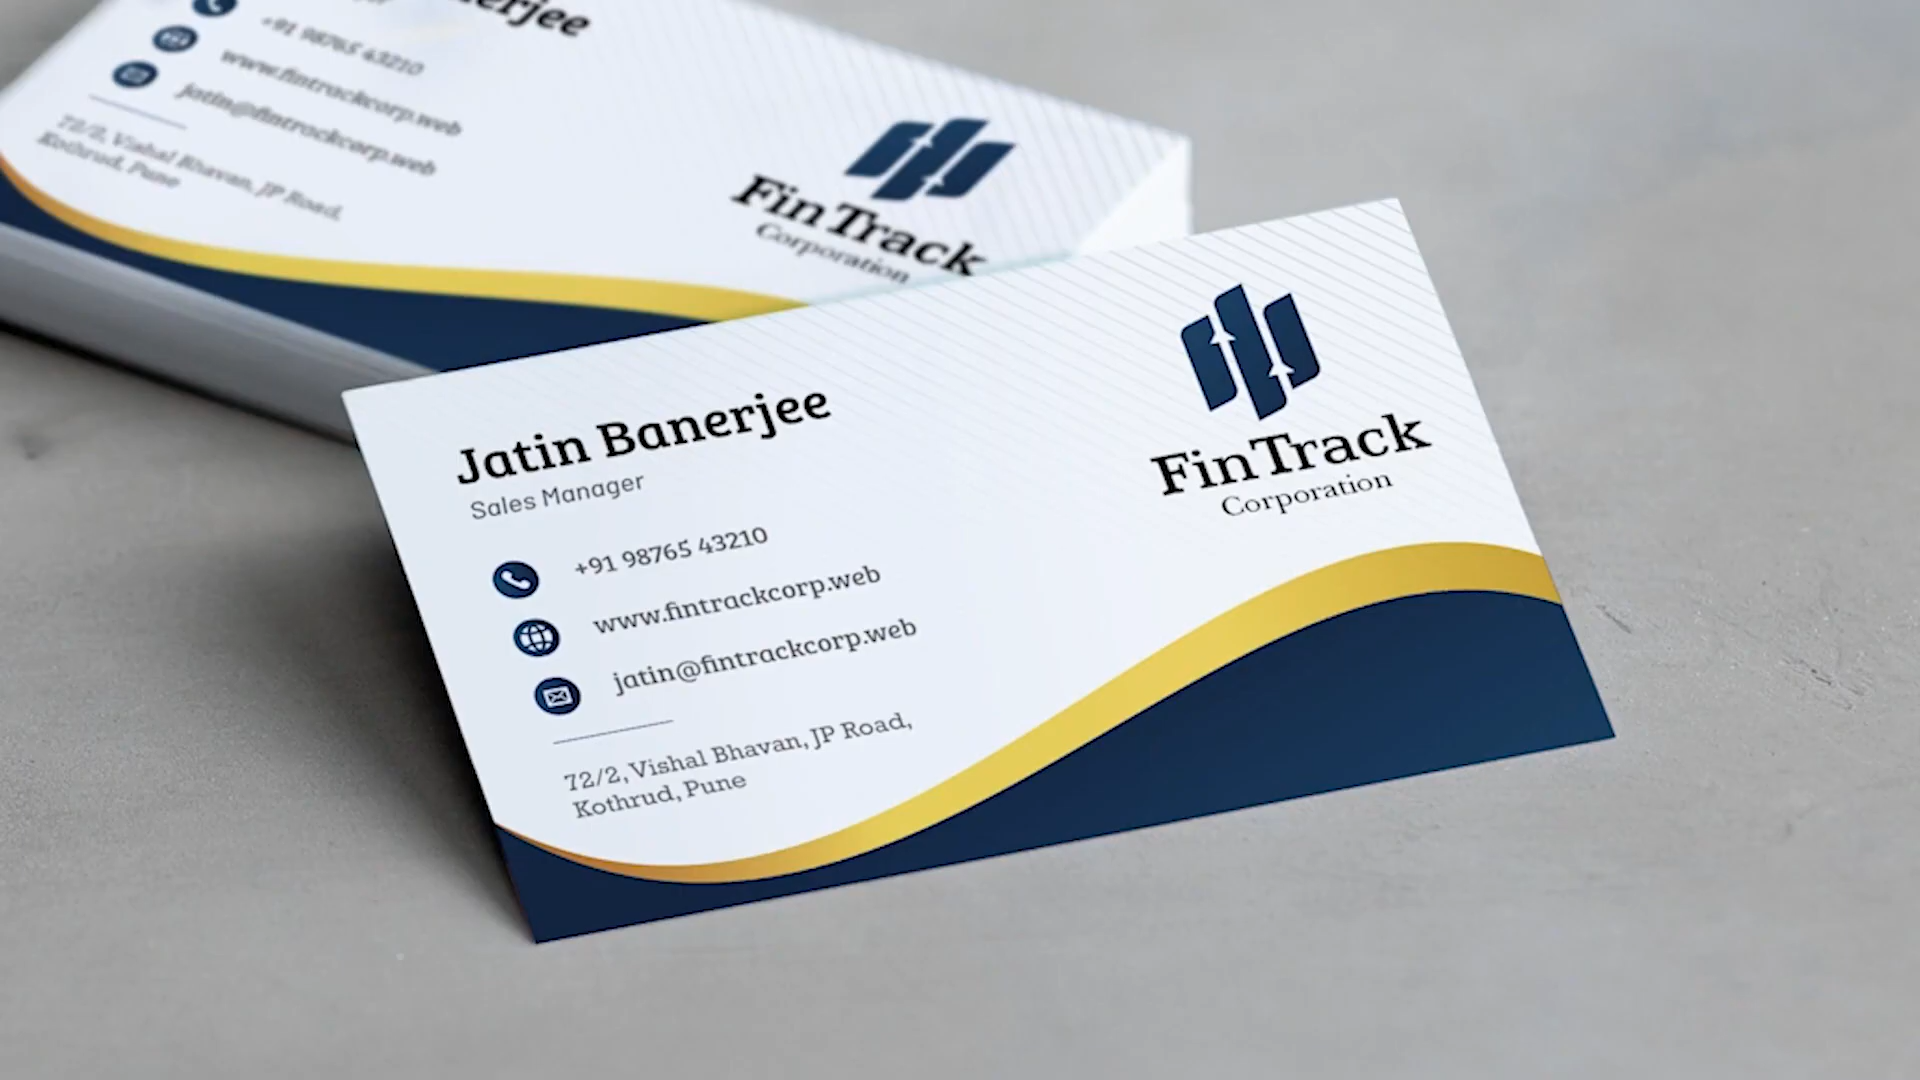 erjee
+91 98765 43210
www.fintrackcorp.web
jatin@fintrackcorp.web
72/2, Vishal Bhavan, JP Road,
Kothrud, Pune
FinTrack
Corporation
Jatin Banerjee
Sales Manager
+91 98765 43210
www.fintrackcorp.web
jatin@fintrackcorp.web
72/2, Vishal Bhavan, JP Road,
Kothrud, Pune
FinTrack
Corporation